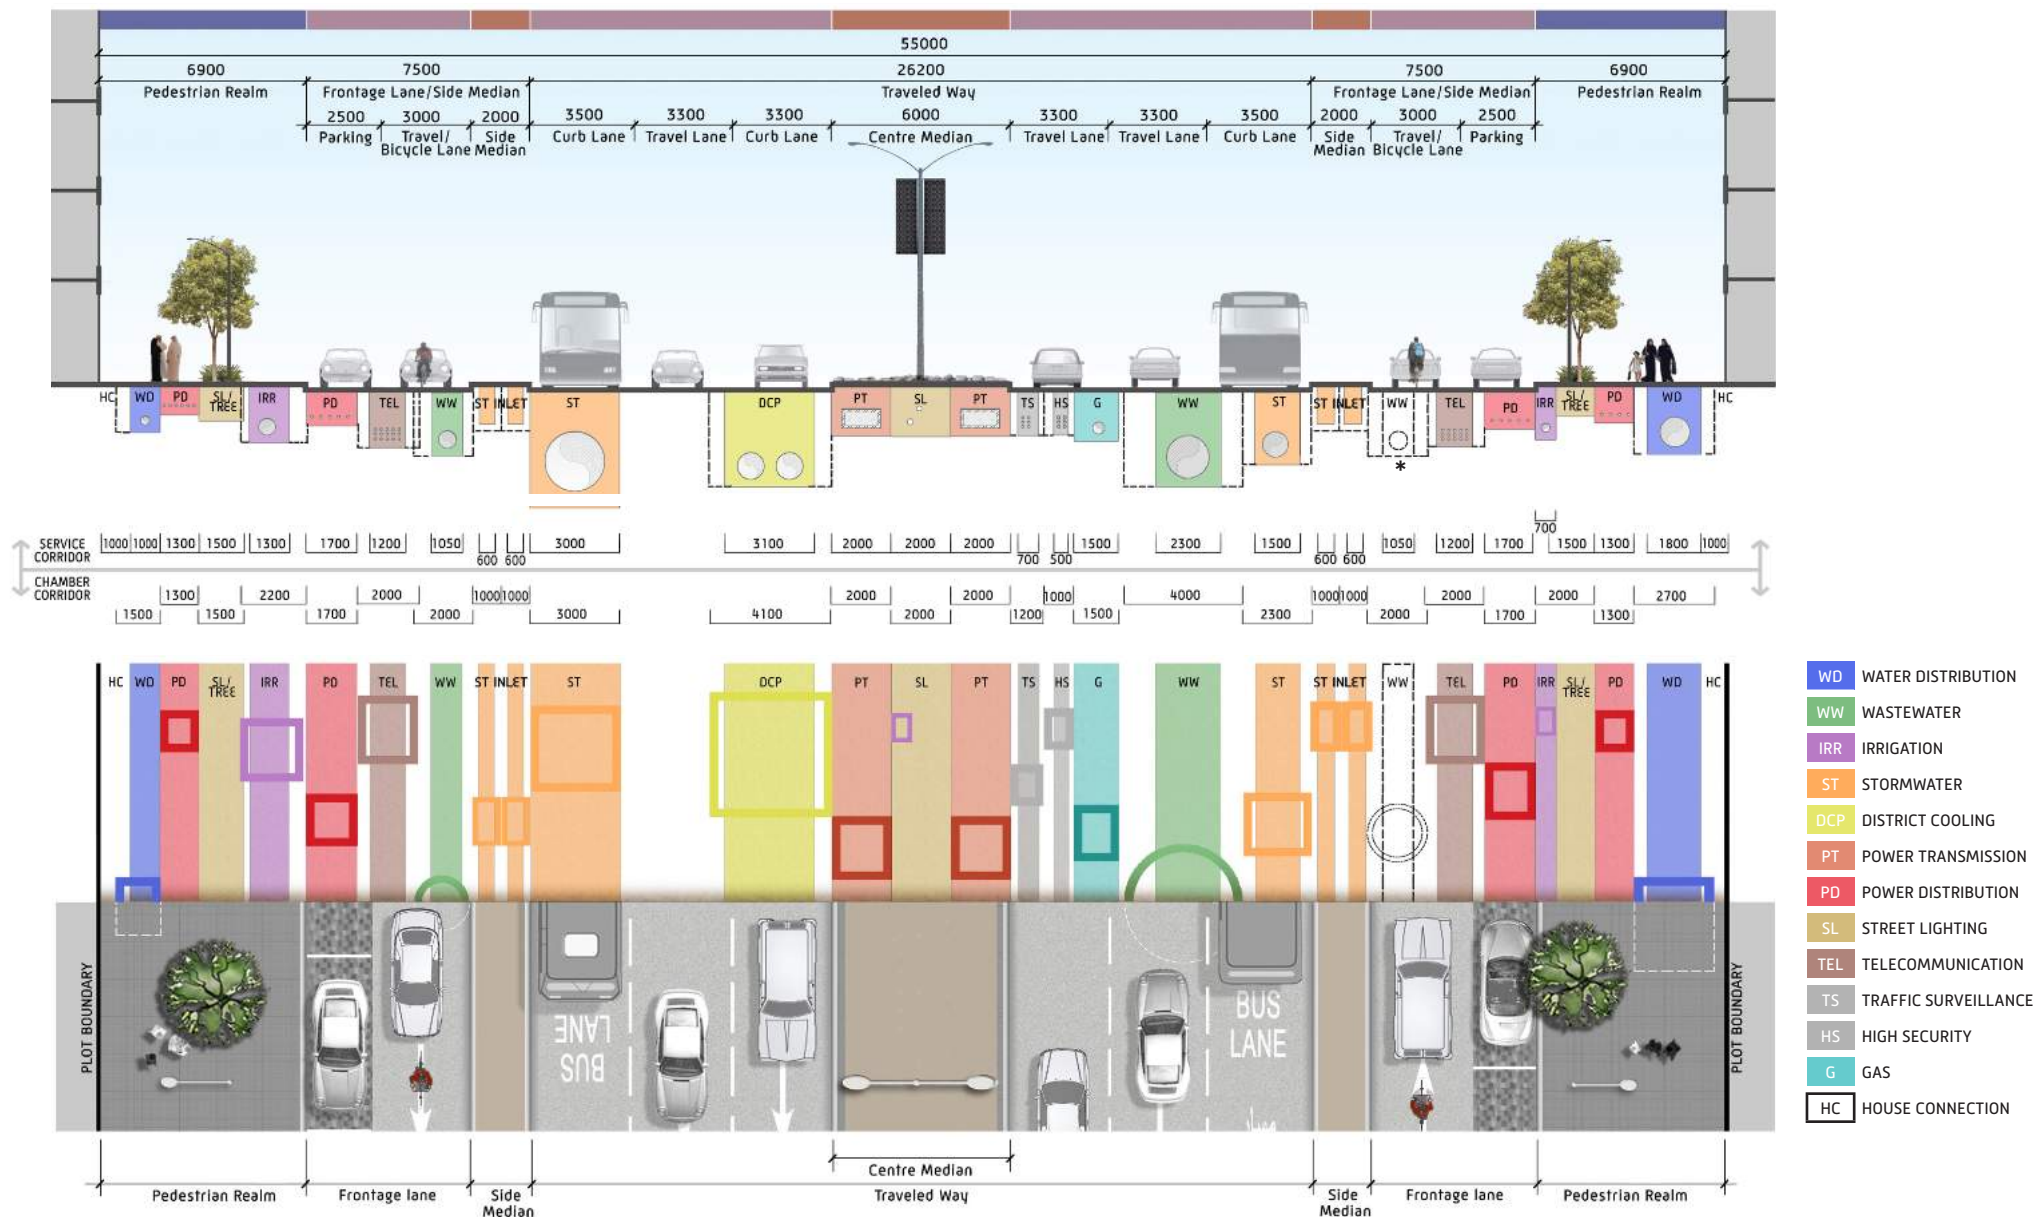 55000
6900 7500 26200 7500 6900
Pedestrian Realm Frontage Lane/Side Median Traveled Way Frontage Lane/Side Median Pedestrian Realm
2500 3000 2000 3500 3300 3300 6000 3300 3300 3500 2000 3000 2500
Parking Travel/ Side Curb Lane Travel Lane Curb Lane Centre Median Travel Lane Travel Lane Curb Lane Side Travel/ Parking
Bicycle Lane Median Median Bicycle Lane
HC WD PD SL/ IRR PD TEL WW ST INLET ST DCP PT SL PT TS HS G WW ST ST INLET WW TEL PD IRR SL/ PD WD HC
TREE TREE
*
700
SERVICE 1000 1000 1300 1500 1300 1700 1200 1050 3000 3100 2000 2000 2000 1500 2300 1500 1050 1200 1700 1500 1300 1800 1000
CORRIDOR 600 600 700 500 600 600
CHAMBER 1300 2200 2000 1000 1000 2000 2000 1000 4000 1000 1000 2000 2000 2700
CORRIDOR
1500 1500 1700 2000 3000 4100 2000 1200 1500 2300 2000 1700 1300
HC WD PD SL/ IRR PD TEL WW ST INLET ST DCP PT SL PT TS HS G WW ST ST INLET WW TEL PD IRR SL/ PD WD HC
TREE TREE
PLOT BOUNDARY
BUS
LANE
BUS
LANE
PLOT BOUNDARY
Centre Median
Pedestrian Realm Frontage lane Side Traveled Way Side Frontage lane Pedestrian Realm
Median Median
WD WATER DISTRIBUTION
WW WASTEWATER
IRR IRRIGATION
ST STORMWATER
DCP DISTRICT COOLING
PT POWER TRANSMISSION
PD POWER DISTRIBUTION
SL STREET LIGHTING
TEL TELECOMMUNICATION
TS TRAFFIC SURVEILLANCE
HS HIGH SECURITY
G GAS
HC HOUSE CONNECTION